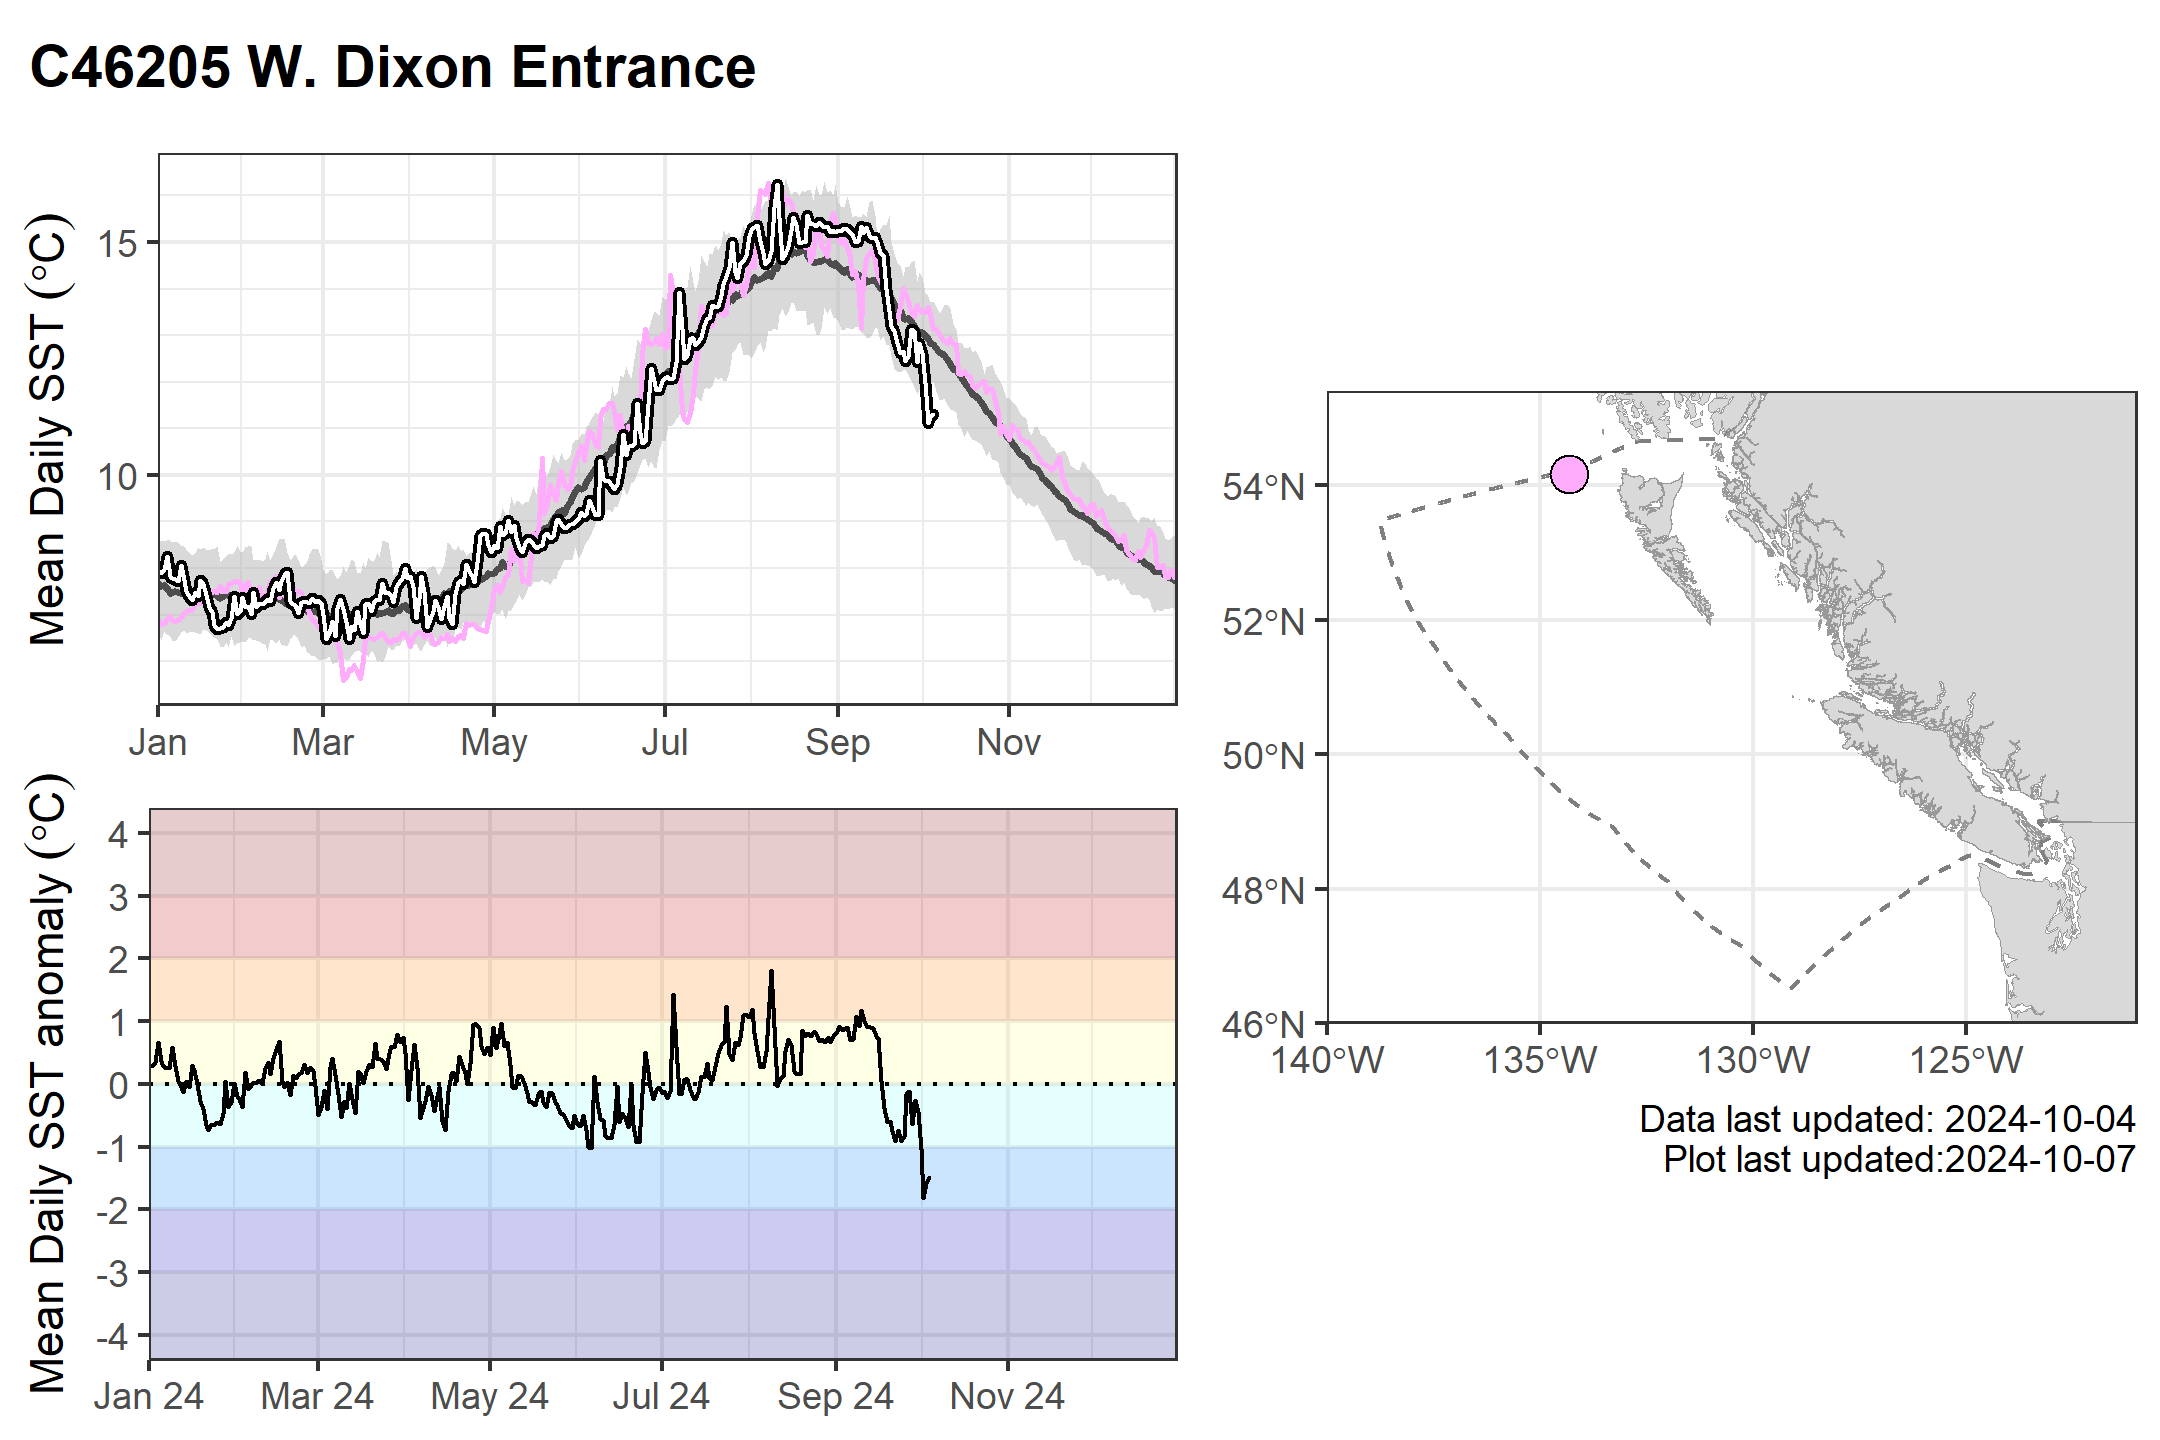 C46205 W. Dixon Entrance
Mean Daily SST (°C)
15
10
Jan Mar May Jul Sep Nov
Mean Daily SST anomaly (°C)
4
3
2
1
0
-1
-2
-3
-4
Jan 24 Mar 24 May 24 Jul 24 Sep 24 Nov 24
54°N
52°N
50°N
48°N
46°N
140°W 135°W 130°W 125°W
Data last updated: 2024-10-04
Plot last updated:2024-10-07